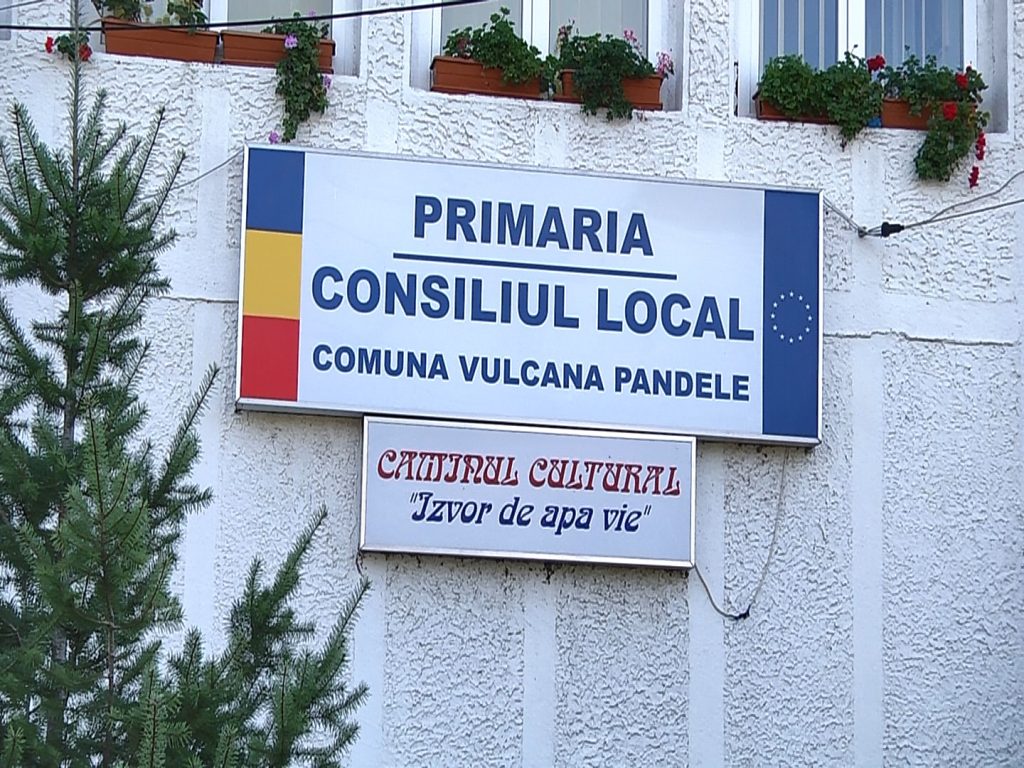 PRIMARIA
CONSILIUL LOCAL
COMUNA VULCANA PANDELE
CAMINUL CULTURAL
"Izvor de apa vie"